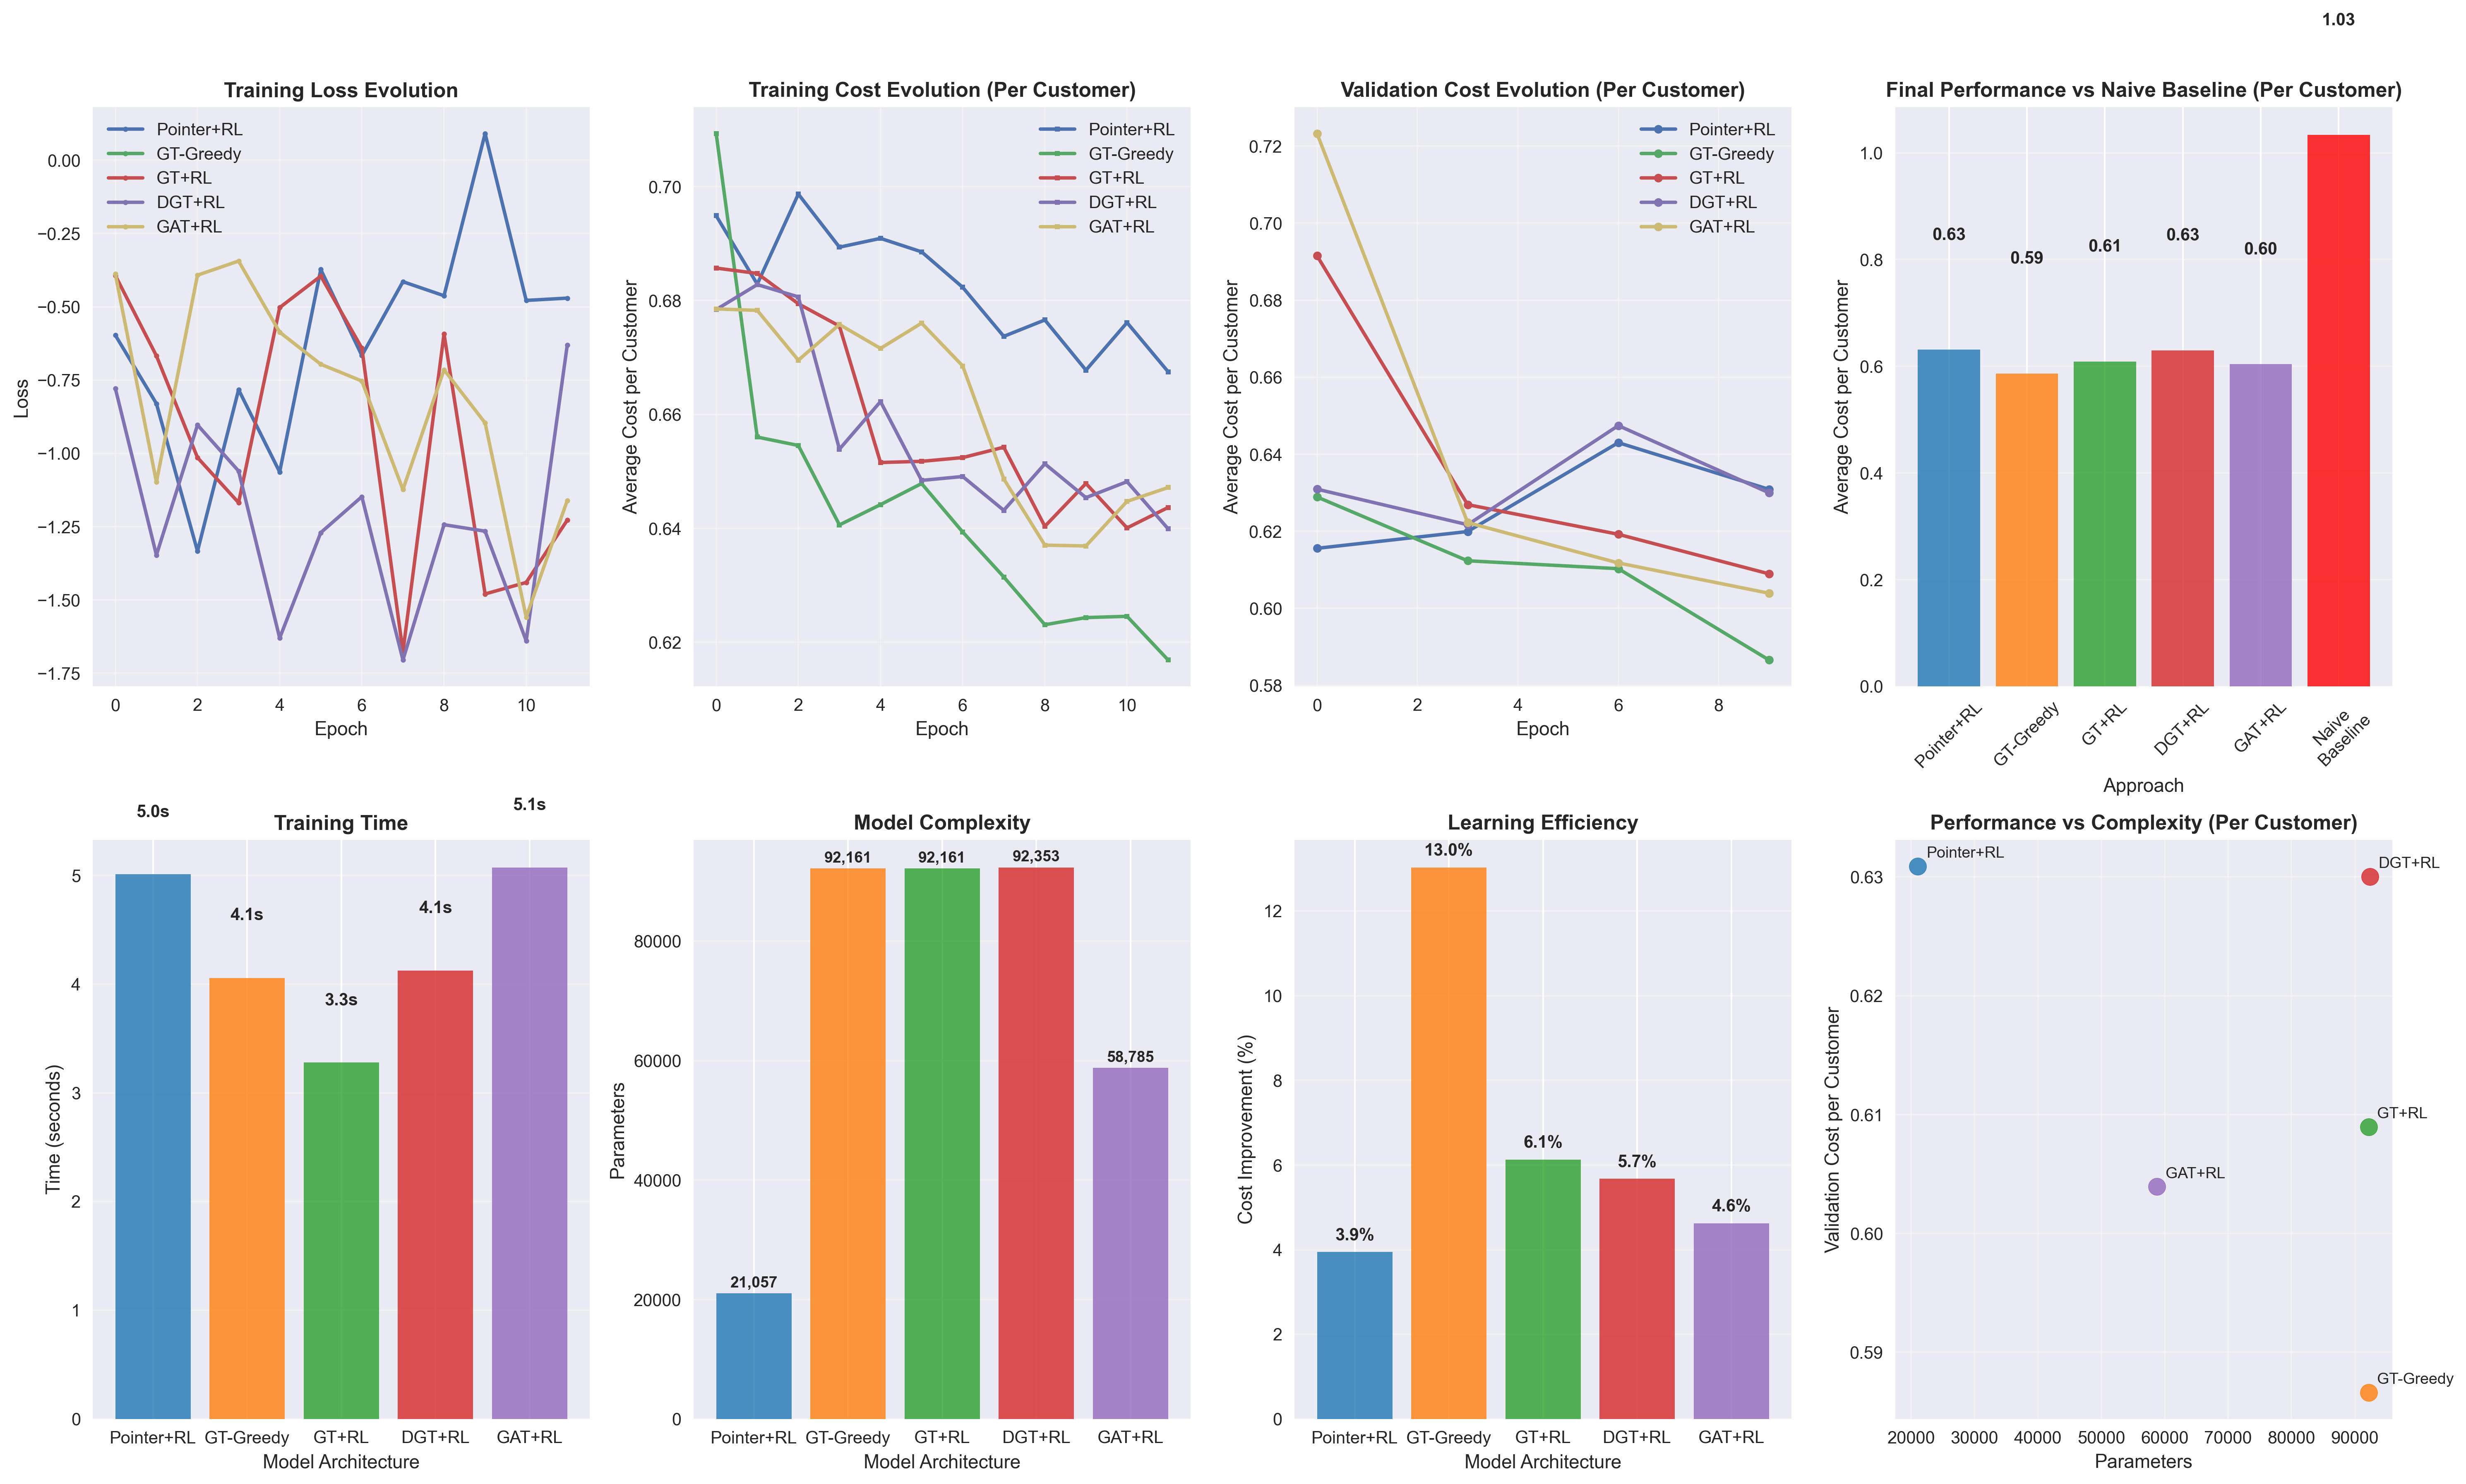 1.03
Training Loss Evolution
Pointer+RL
GT-Greedy
GT+RL
DGT+RL
GAT+RL
0.00
−0.25
−0.50
−0.75
−1.00
−1.25
−1.50
−1.75
Loss
0 2 4 6 8 10
Epoch
Training Cost Evolution (Per Customer)
Pointer+RL
GT-Greedy
GT+RL
DGT+RL
GAT+RL
0.70
0.68
0.66
0.64
0.62
Average Cost per Customer
0 2 4 6 8 10
Epoch
Validation Cost Evolution (Per Customer)
Pointer+RL
GT-Greedy
GT+RL
DGT+RL
GAT+RL
0.72
0.70
0.68
0.66
0.64
0.62
0.60
0.58
Average Cost per Customer
0 2 4 6 8
Epoch
Final Performance vs Naive Baseline (Per Customer)
1.0
0.8
0.6
0.4
0.2
0.0
Average Cost per Customer
0.63 0.59 0.61 0.63 0.60
Pointer+RL GT-Greedy GT+RL DGT+RL GAT+RL Naive
Baseline
Approach
5.0s 5.1s
Training Time
4.1s 3.3s 4.1s
5
4
3
2
1
0
Time (seconds)
Pointer+RL GT-Greedy GT+RL DGT+RL GAT+RL
Model Architecture
Model Complexity
21,057 92,161 92,161 92,353 58,785
80000
60000
40000
20000
0
Parameters
Pointer+RL GT-Greedy GT+RL DGT+RL GAT+RL
Model Architecture
Learning Efficiency
3.9% 13.0% 6.1% 5.7% 4.6%
12
10
8
6
4
2
0
Cost Improvement (%)
Pointer+RL GT-Greedy GT+RL DGT+RL GAT+RL
Model Architecture
Performance vs Complexity (Per Customer)
Pointer+RL
DGT+RL
GT+RL
GAT+RL
GT-Greedy
0.63
0.62
0.61
0.60
0.59
Validation Cost per Customer
20000 30000 40000 50000 60000 70000 80000 90000
Parameters